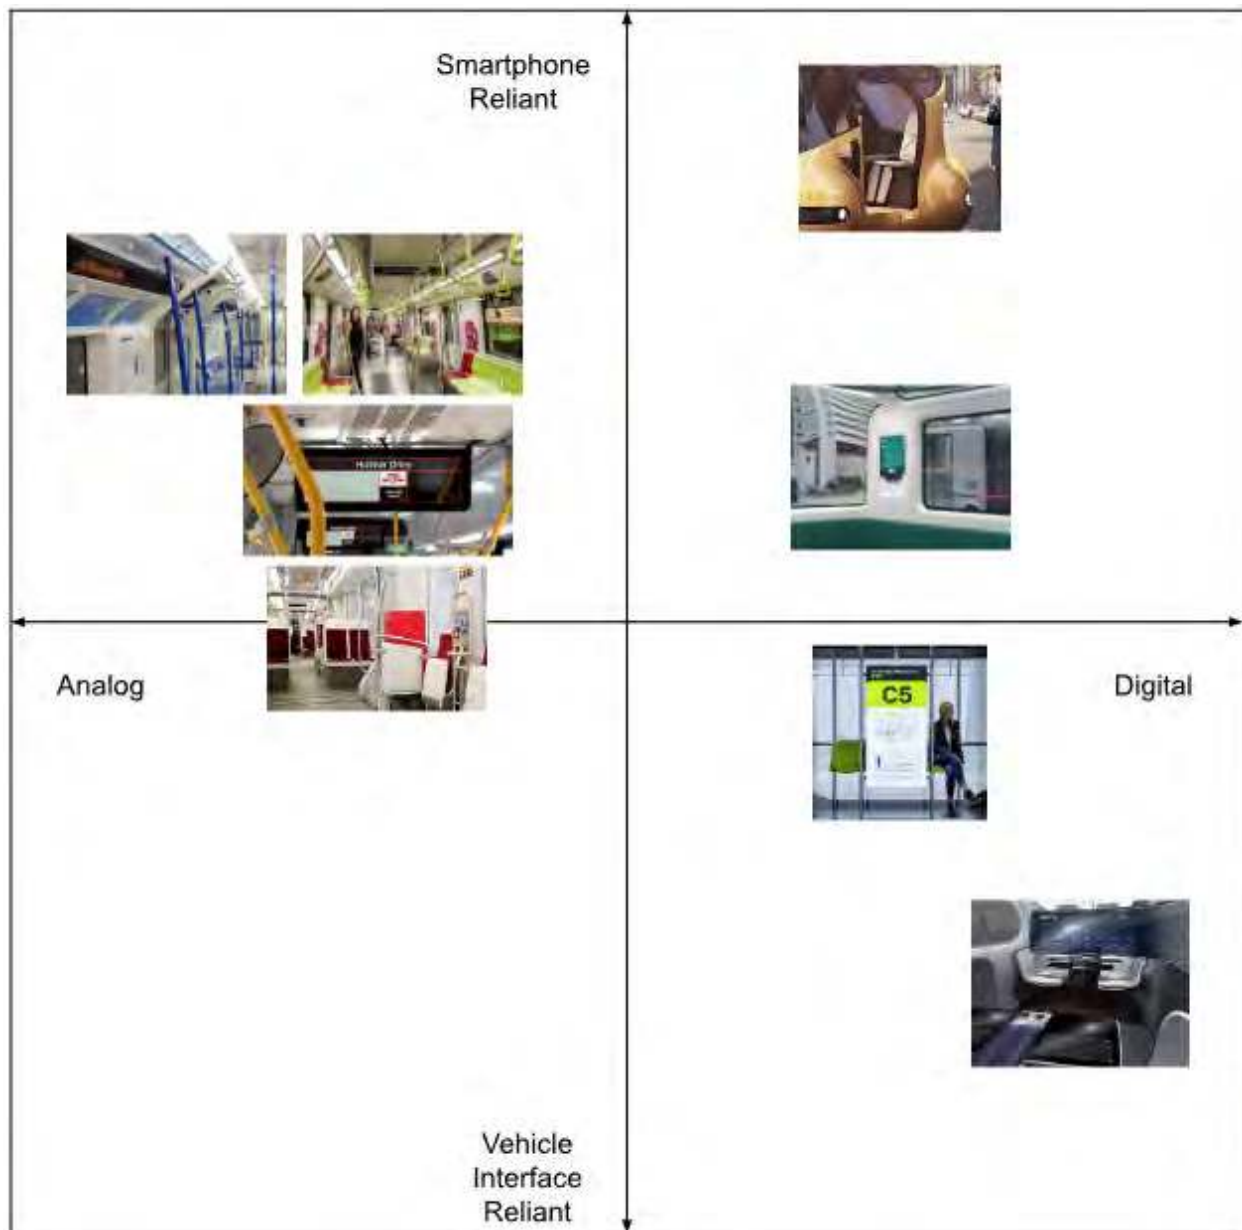 Smartphone
Reliant
Analog
Digital
C5
Vehicle
Interface
Reliant